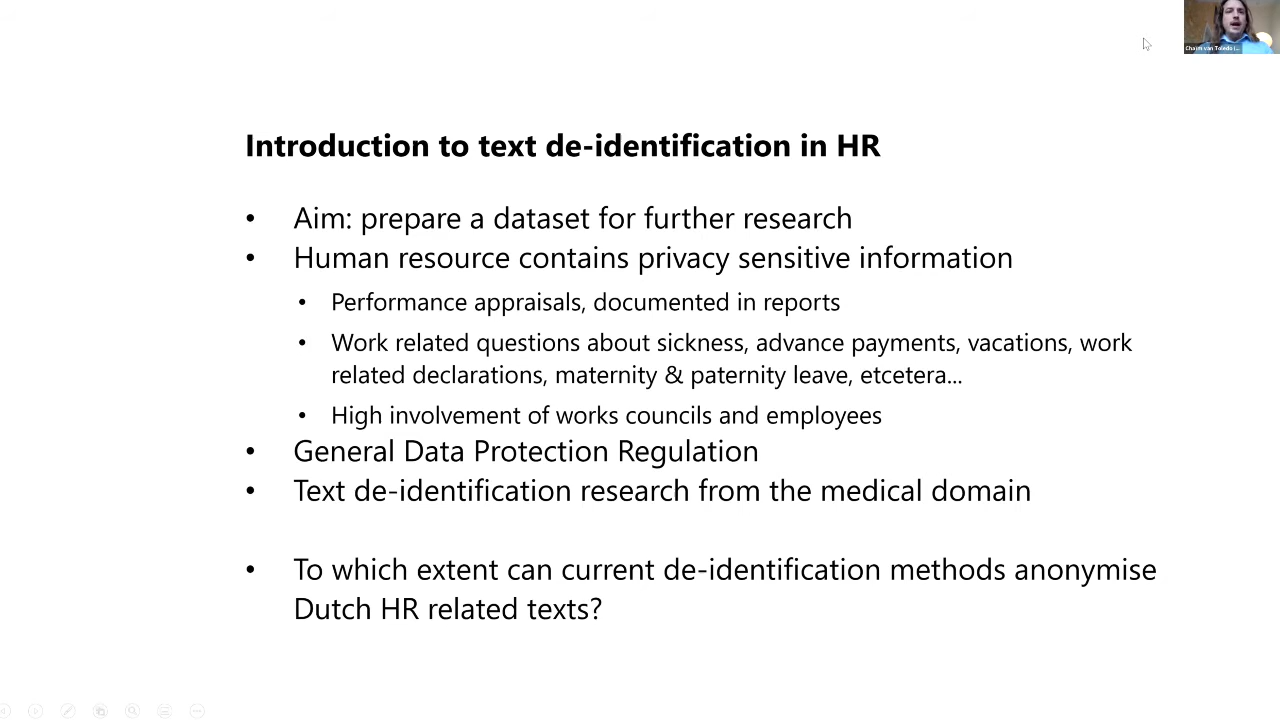 Chaim van Toledo (...
Introduction to text de-identification in HR
• Aim: prepare a dataset for further research
• Human resource contains privacy sensitive information
• Performance appraisals, documented in reports
• Work related questions about sickness, advance payments, vacations, work
related declarations, maternity & paternity leave, etcetera...
• High involvement of works councils and employees
• General Data Protection Regulation
• Text de-identification research from the medical domain
• To which extent can current de-identification methods anonymise
Dutch HR related texts?